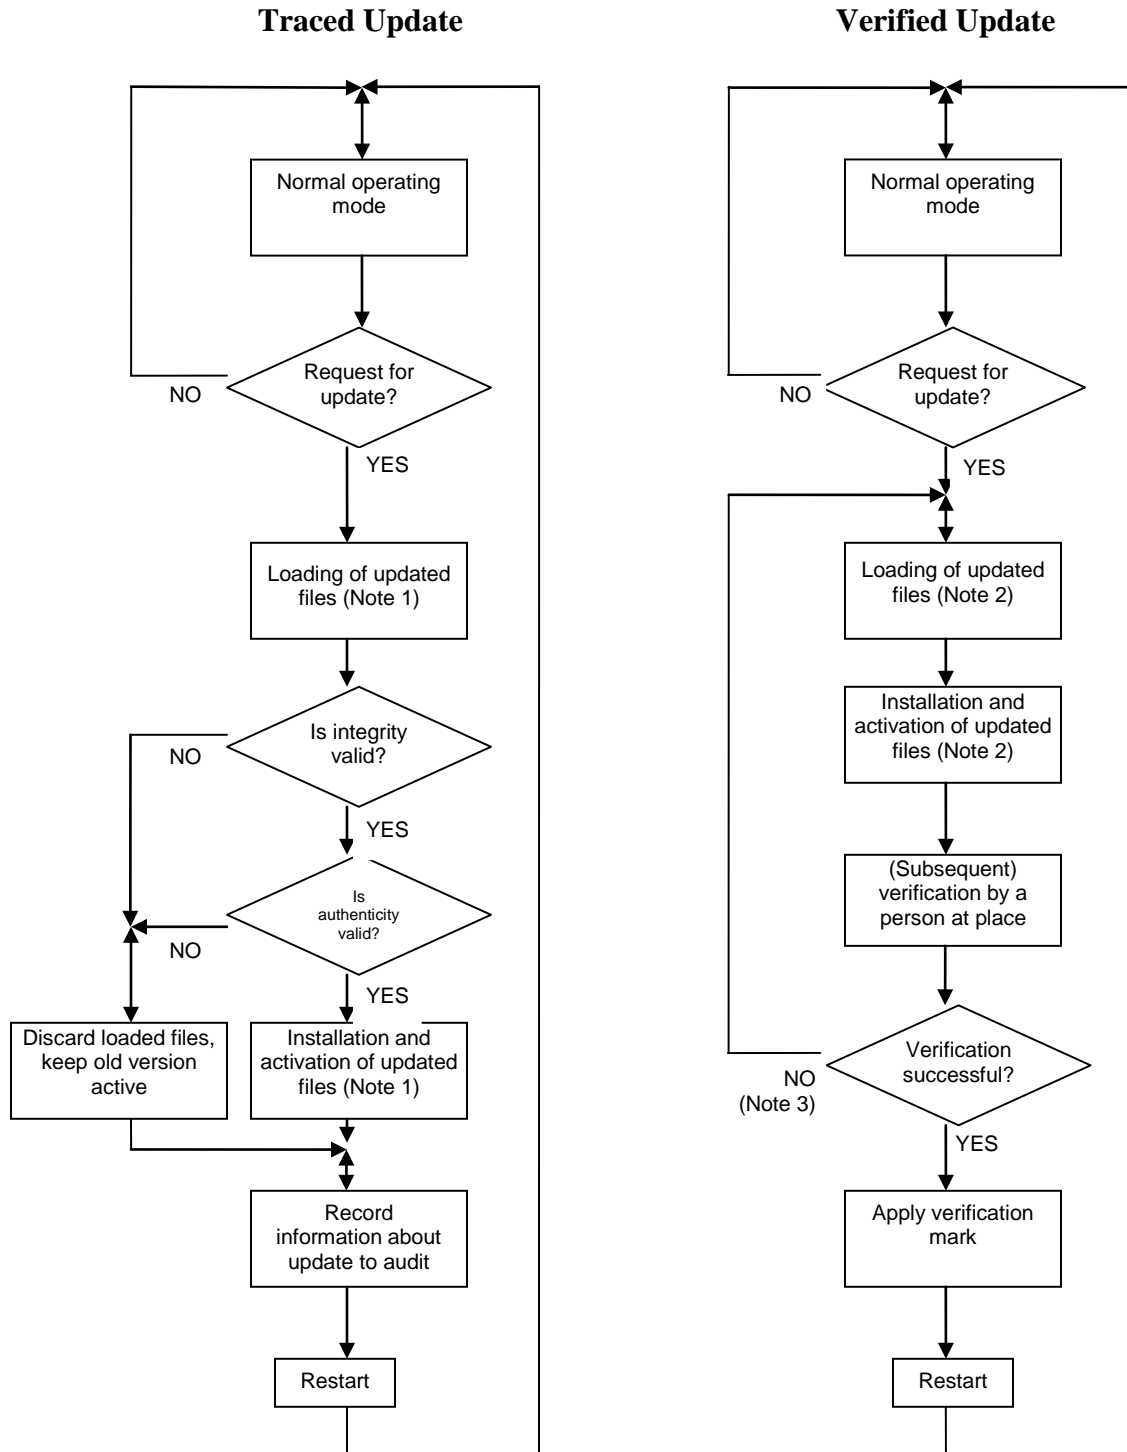 Traced Update
Normal operating
mode
Request for
update?
NO
YES
Loading of updated
files (Note 1)
Is integrity
valid?
NO
YES
Is
authenticity
valid?
NO
YES
Discard loaded files,
keep old version
active
Installation and
activation of updated
files (Note 1)
Record
information about
update to audit
Restart
Verified Update
Normal operating
mode
Request for
update?
NO
YES
Loading of updated
files (Note 2)
Installation and
activation of updated
files (Note 2)
(Subsequent)
verification by a
person at place
Verification
successful?
NO
(Note 3)
YES
Apply verification
mark
Restart